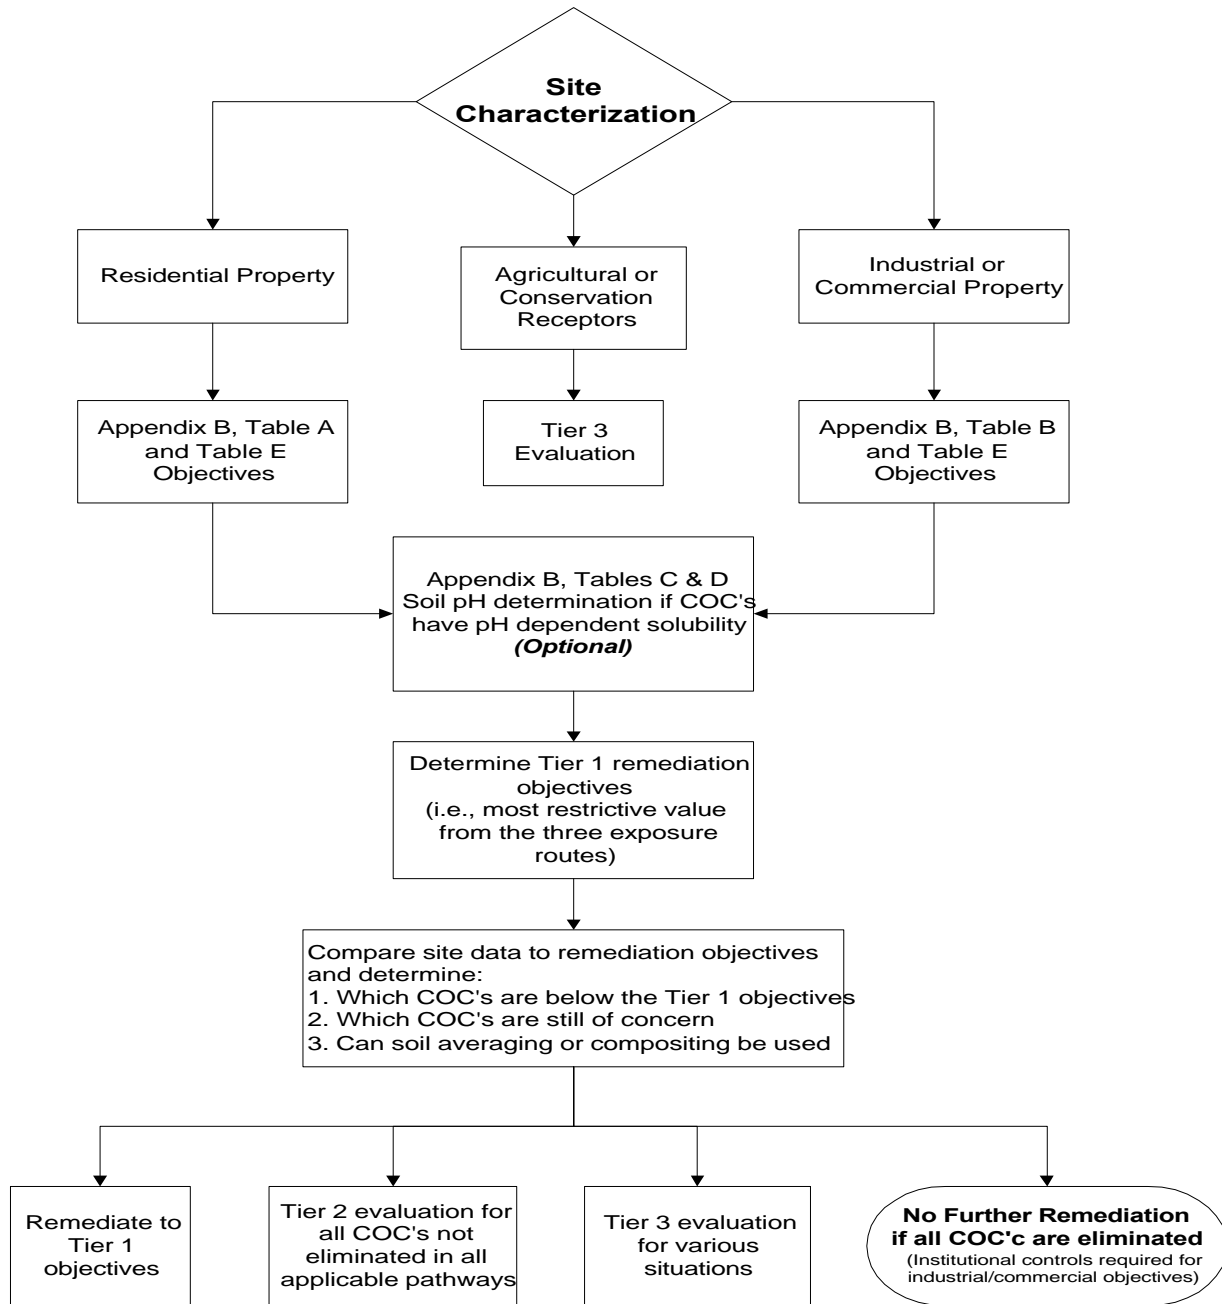 Site
Characterization
Residential Property
Agricultural or
Conservation
Receptors
Industrial or
Commercial Property
Appendix B, Table A
and Table E
Objectives
Tier 3
Evaluation
Appendix B, Table B
and Table E
Objectives
Appendix B, Tables C & D
Soil pH determination if COC's
have pH dependent solubility
(Optional)
Determine Tier 1 remediation
objectives
(i.e., most restrictive value
from the three exposure
routes)
Compare site data to remediation objectives
and determine:
1. Which COC's are below the Tier 1 objectives
2. Which COC's are still of concern
3. Can soil averaging or compositing be used
Remediate to
Tier 1
objectives
Tier 2 evaluation for
all COC's not
eliminated in all
applicable pathways
Tier 3 evaluation
for various
situations
No Further Remediation
if all COC'c are eliminated
(Institutional controls required for
industrial/commercial objectives)